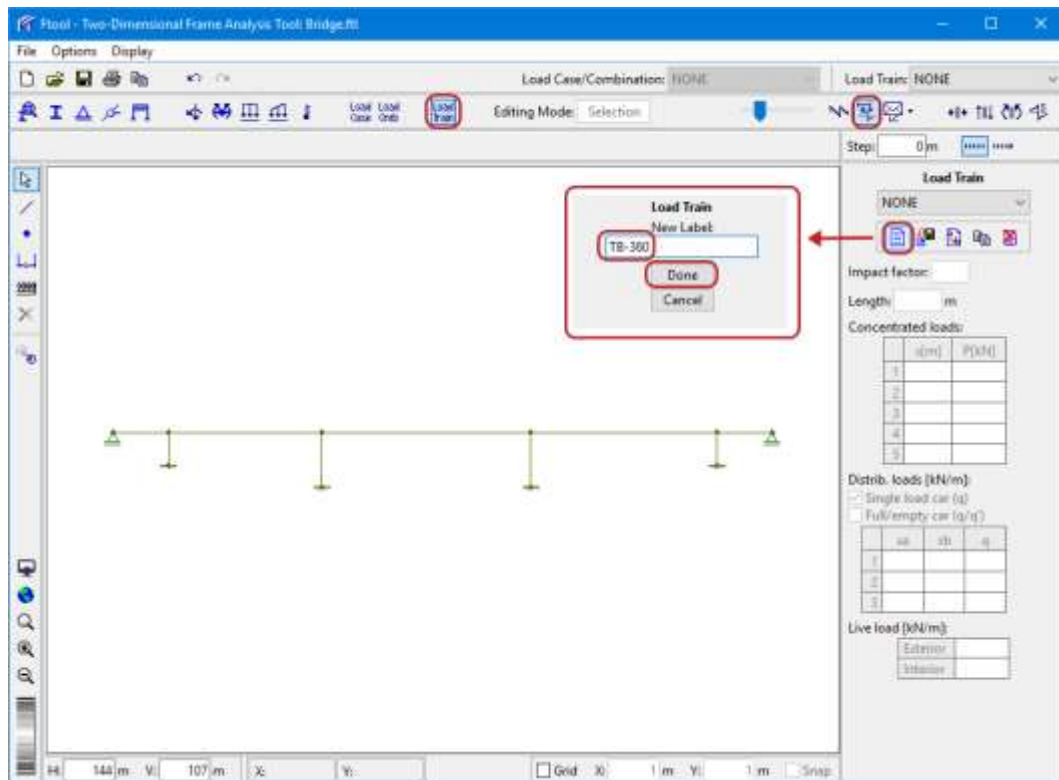 Ftool - Two-Dimensional Frame Analysis Tool: Bridge.ftl
File Options Display
Load Case/Combination: NONE Load Train: NONE
Load Case Load Cmb Load Train Editing Mode: Selection
Step: 0 m
Load Train
NONE
Load Train
New Label:
TB-360
Done
Cancel
Impact factor:
Length: m
Concentrated loads:
x[m] P[kN]
1
2
3
4
5
Distrib. loads [kN/m]:
Single load car (q)
Full/empty car (q/q')
xa xb q
1
2
3
Live load [kN/m]:
Exterior
Interior
H: 144 m V: 107 m X: Y: Grid X: 1 m Y: 1 m Snap